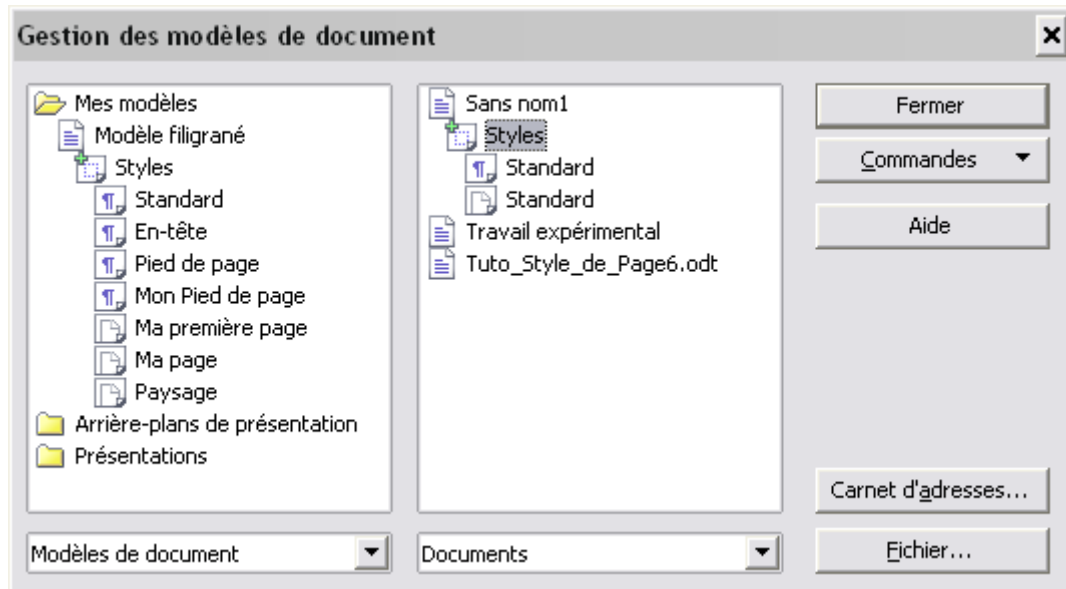 Gestion des modèles de document
Mes modèles
Modèle filigrané
Styles
Standard
En-tête
Pied de page
Mon Pied de page
Ma première page
Ma page
Paysage
Arrière-plans de présentation
Présentations
Modèles de document
Sans nom1
Styles
Standard
Standard
Travail expérimental
Tuto_Style_de_Page6.odt
Documents
Fermer
Commandes
Aide
Carnet d'adresses...
Fichier...